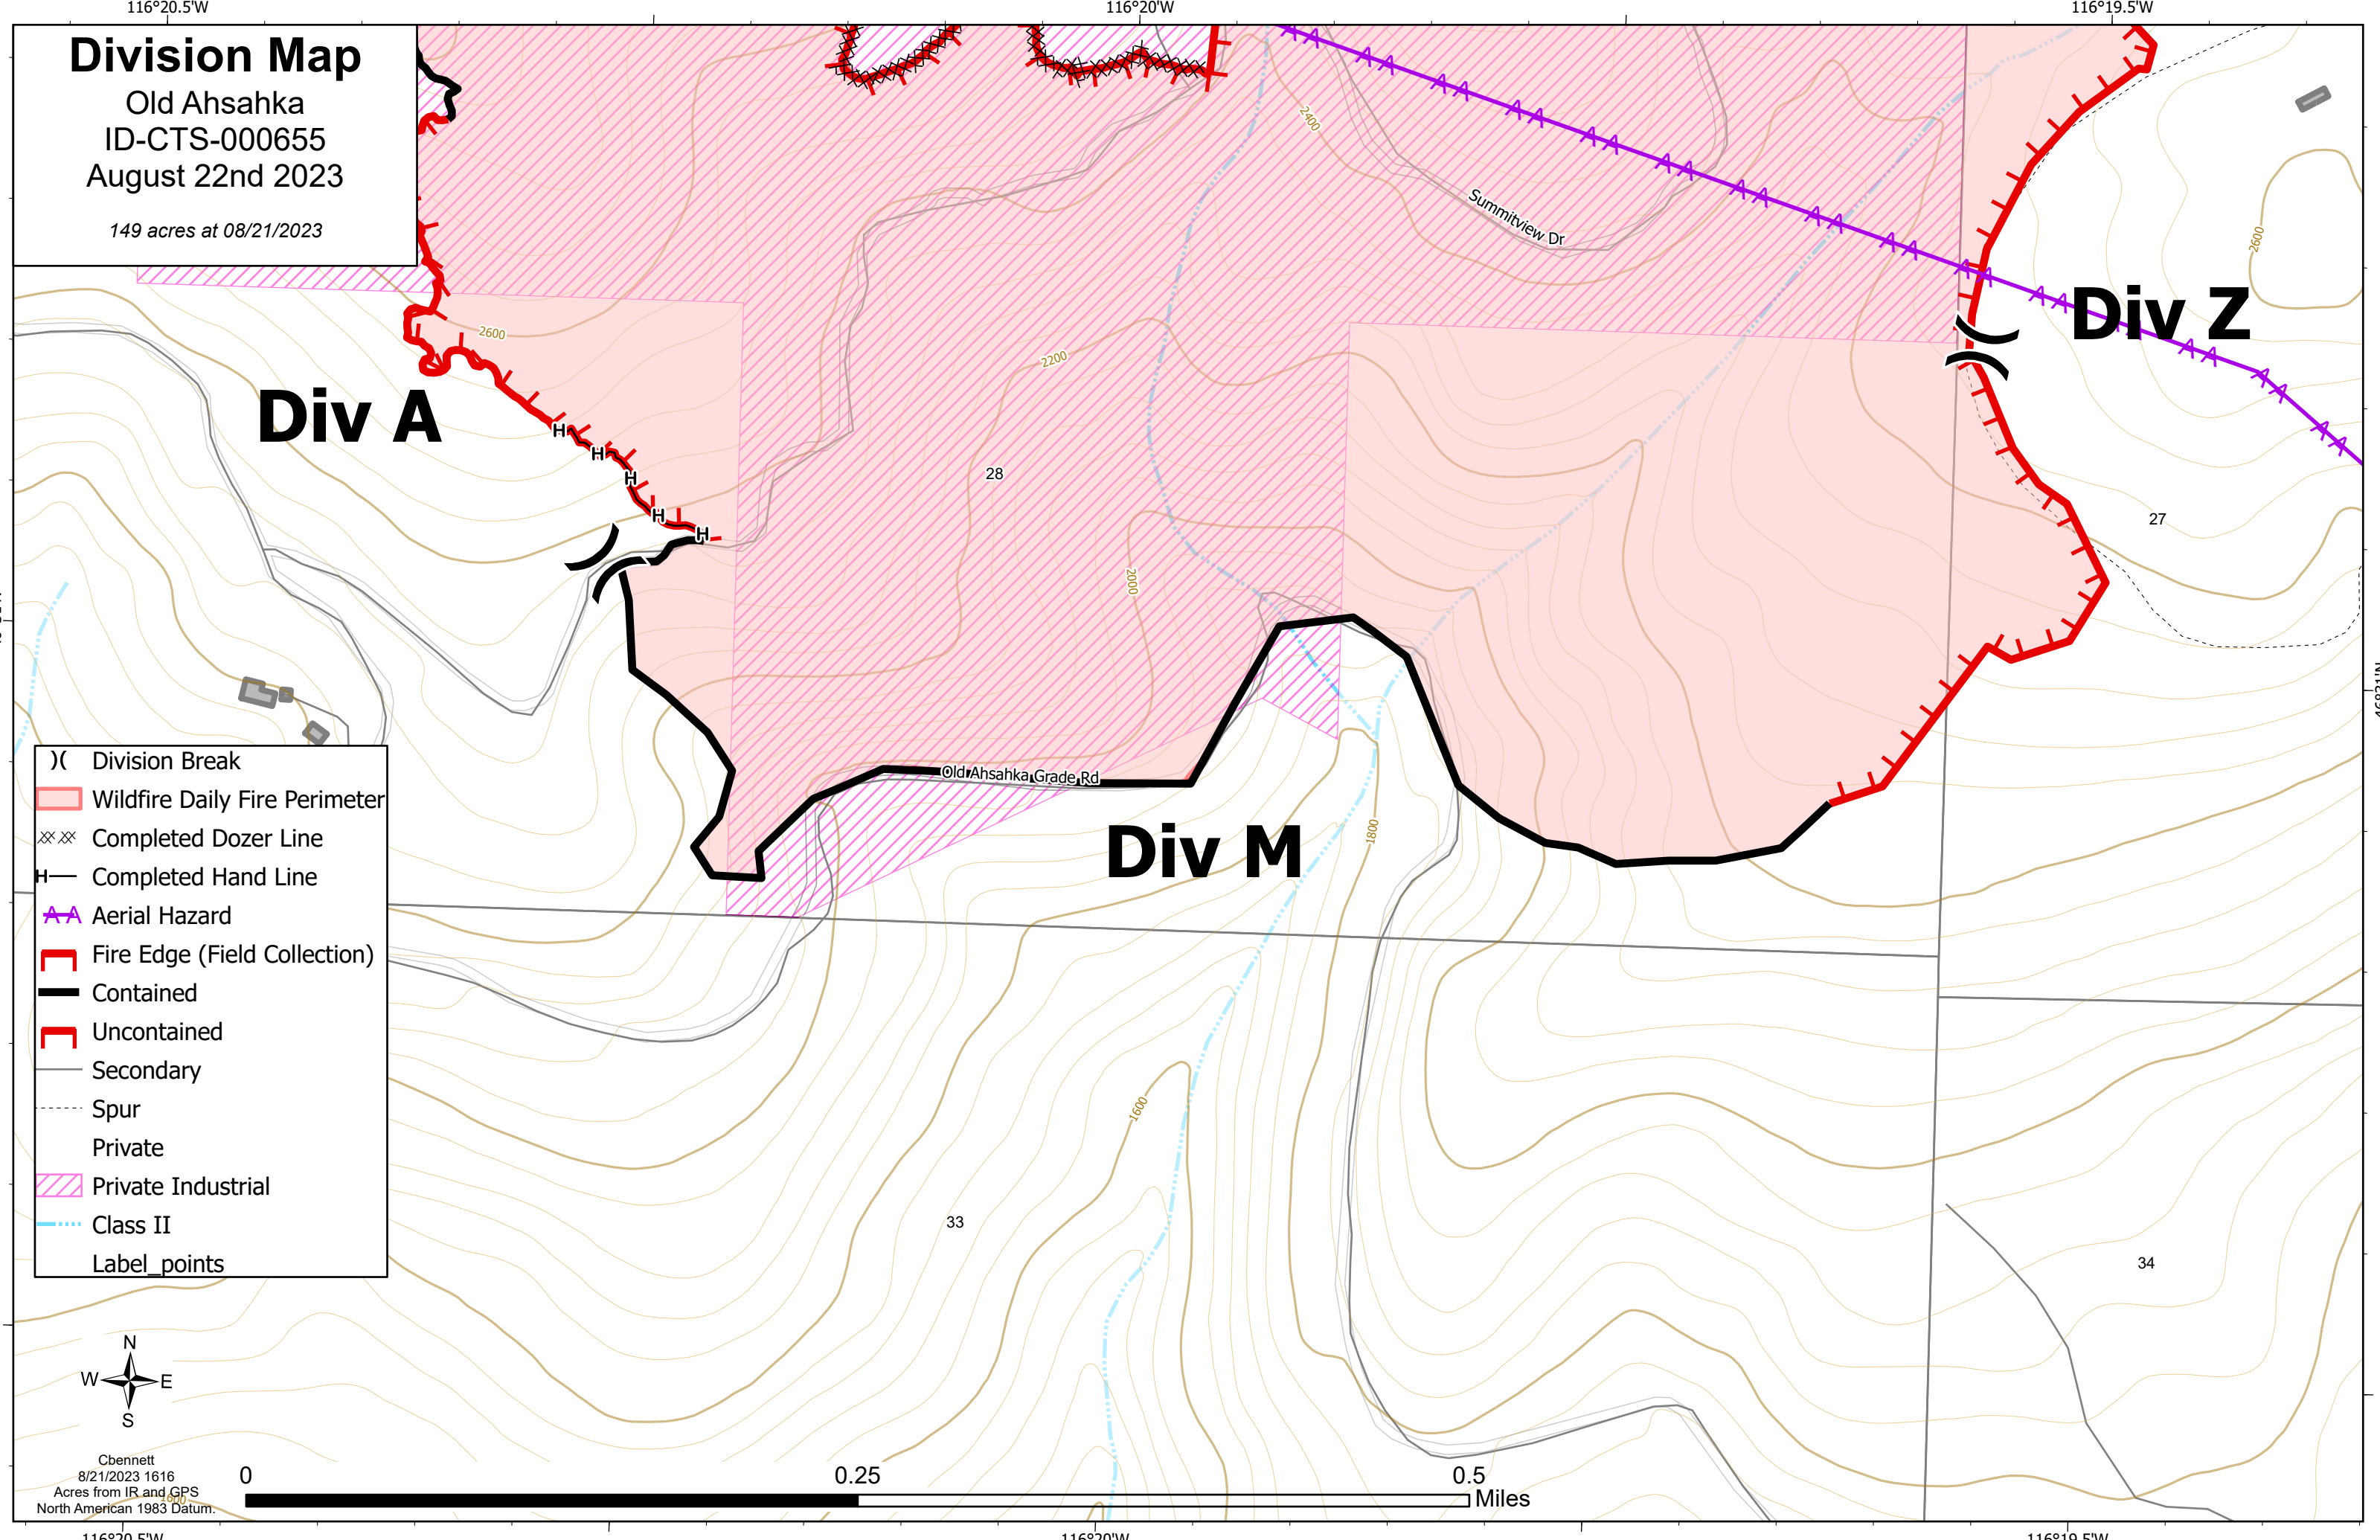 116°20.5'W
116°20'W
116°19.5'W
Division Map
Old Ahsahka
ID-CTS-000655
August 22nd 2023
149 acres at 08/21/2023
2400
Summitview Dr
2600
Div Z
2600
2200
Div A
H
H
H
H
H
28
27
2000
Old Ahsahka Grade Rd
Div M
1800
)( Division Break
Wildfire Daily Fire Perimeter
Completed Dozer Line
H Completed Hand Line
A A Aerial Hazard
Fire Edge (Field Collection)
Contained
Uncontained
Secondary
Spur
Private
Private Industrial
Class II
Label_points
1600
33
34
N
W E
S
Cbennett
8/21/2023 1616
Acres from IR and GPS
North American 1983 Datum.
1600
0 0.25 0.5
Miles
116°20.5'W
116°20'W
116°19.5'W